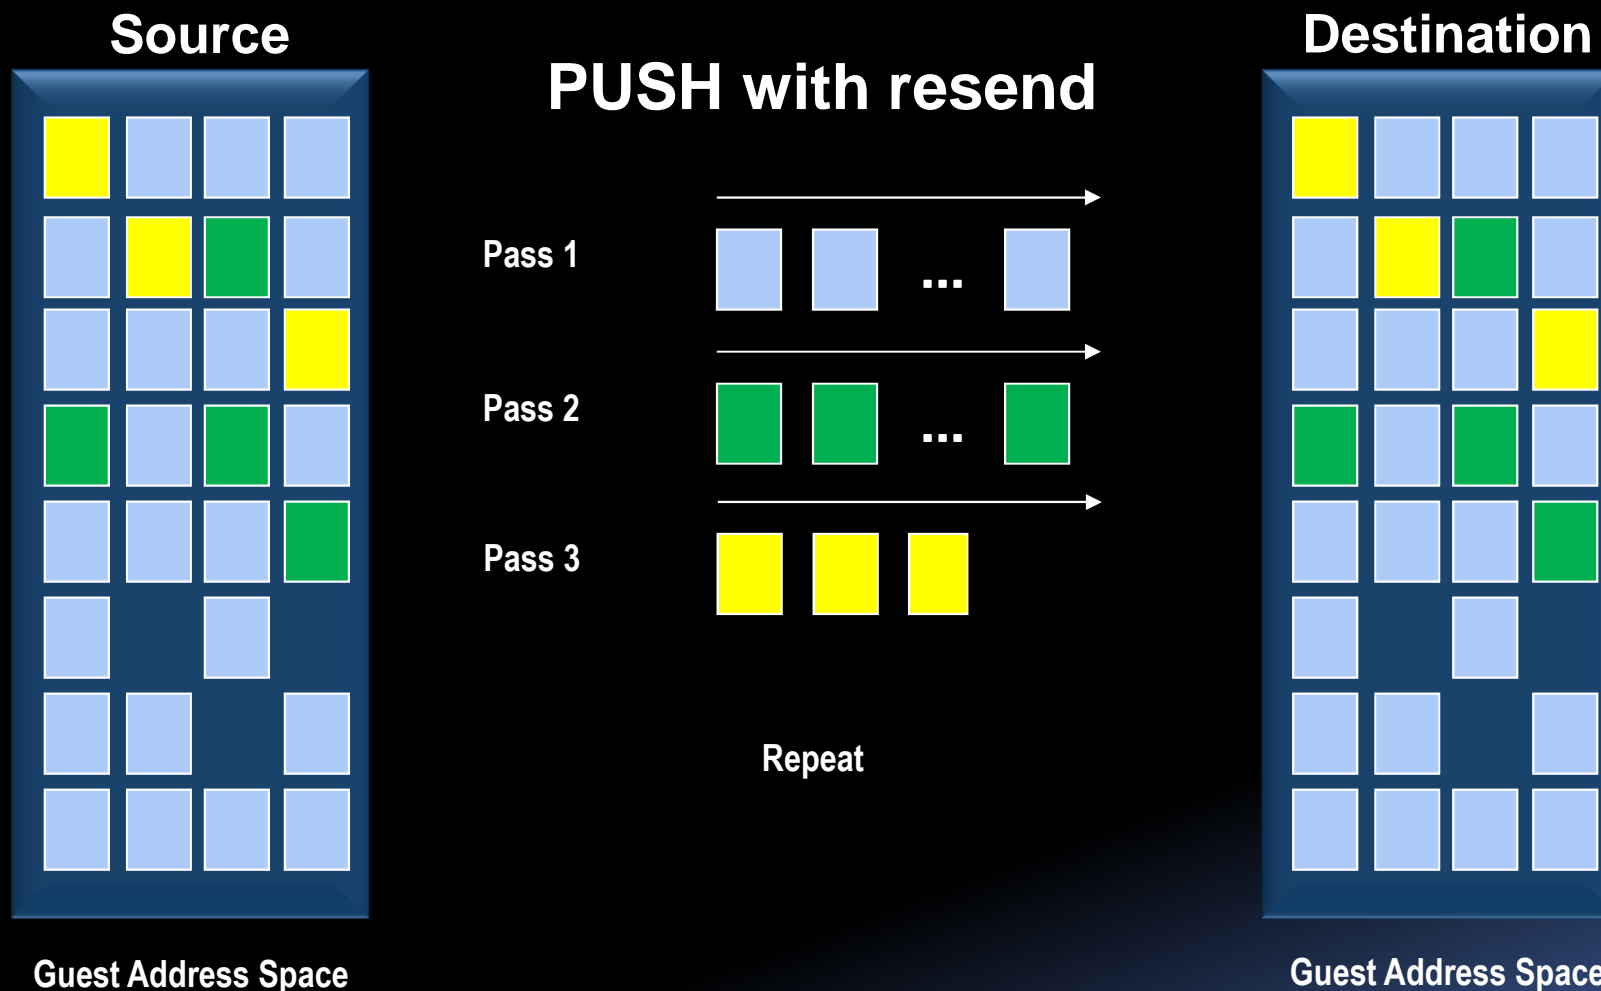 Source
Destination
PUSH with resend
Pass 1
...
Pass 2
...
Pass 3
Repeat
Guest Address Space
Guest Address Space